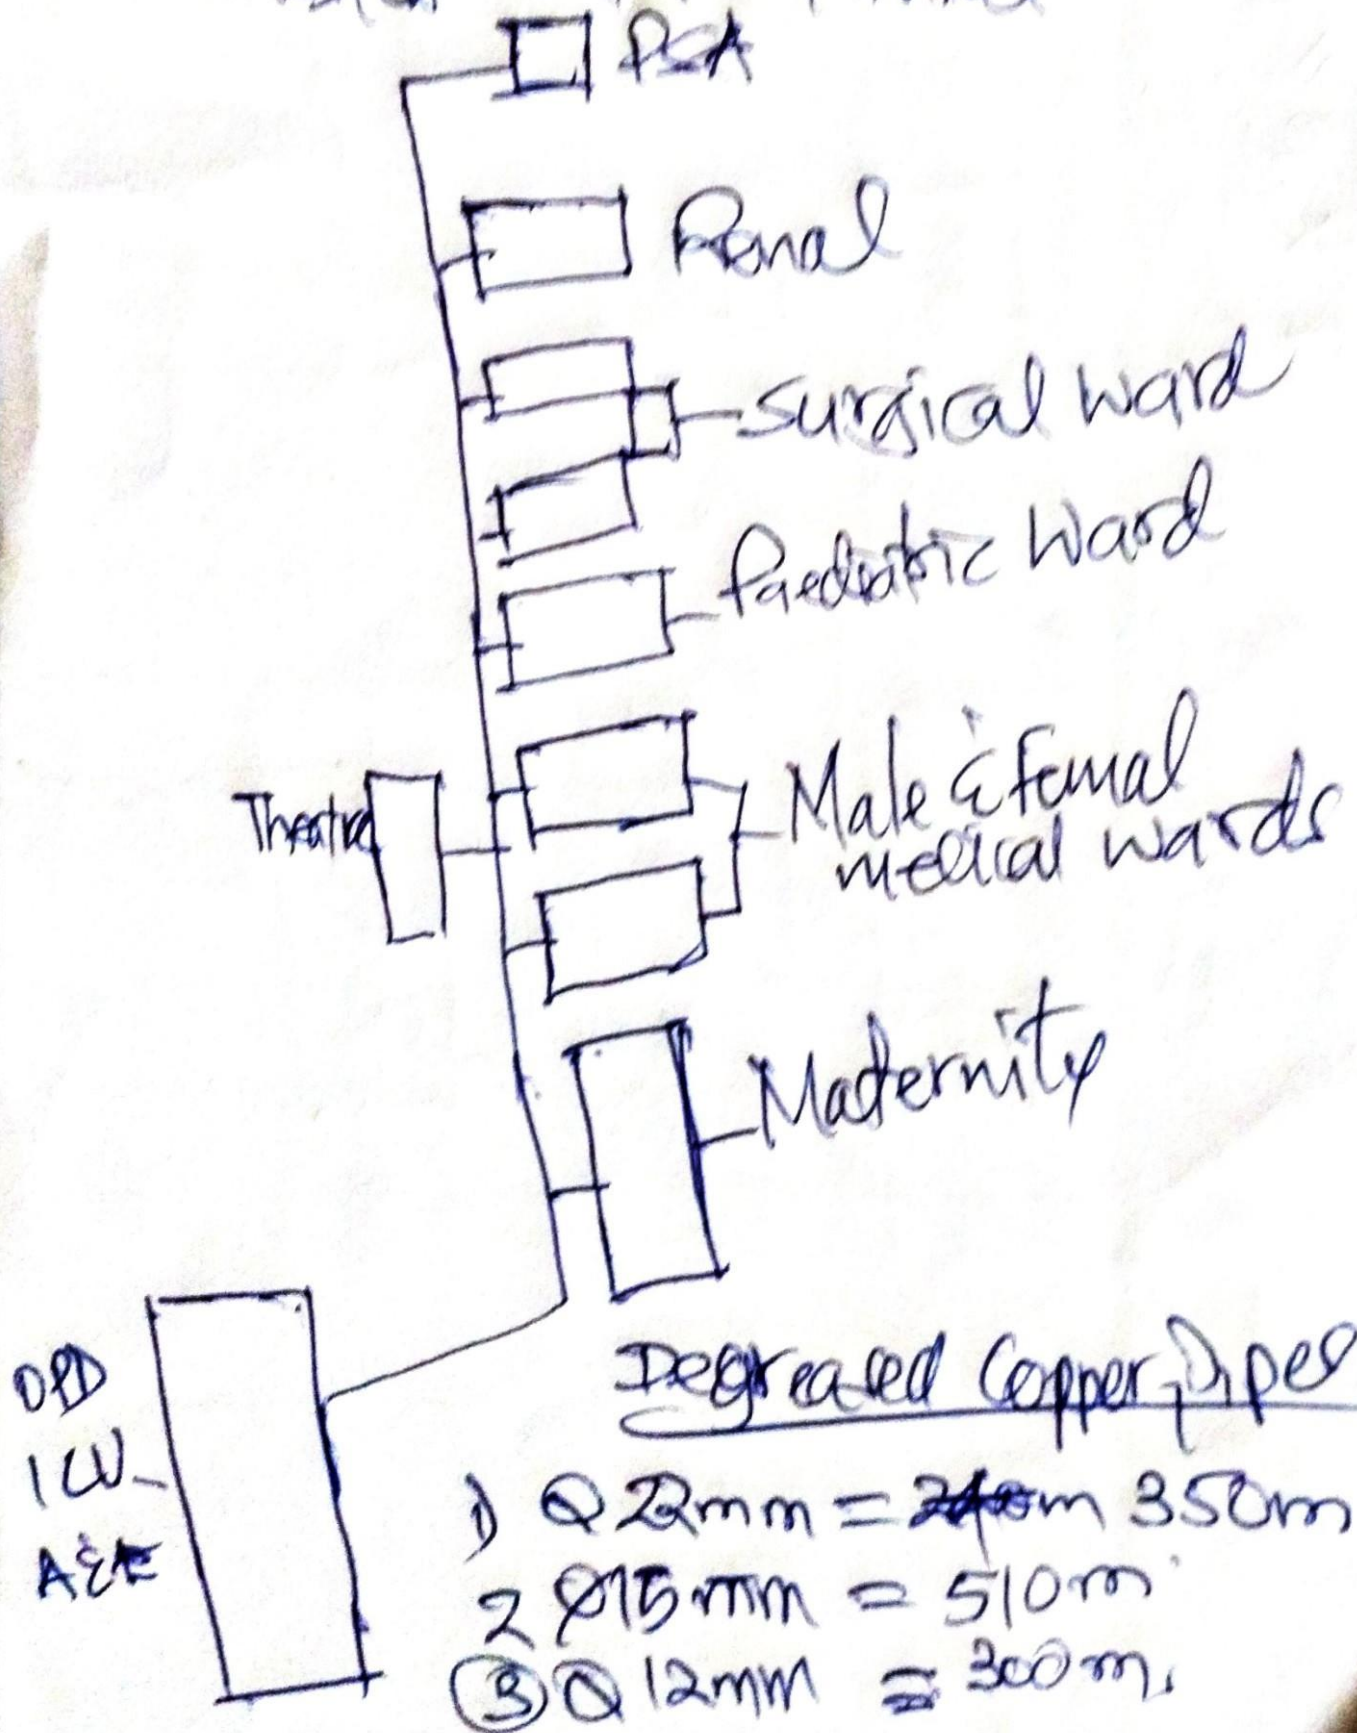 PSA
Renal
Surgical Ward
Paediatric Ward
Theatre
Male & Femal
medical wards
Maternity
OPD
ICU
A&E
Degreased Copper Pipes
1) Ø 22mm = 350m
2 Ø15mm = 510m
3 Ø 12mm = 300m.